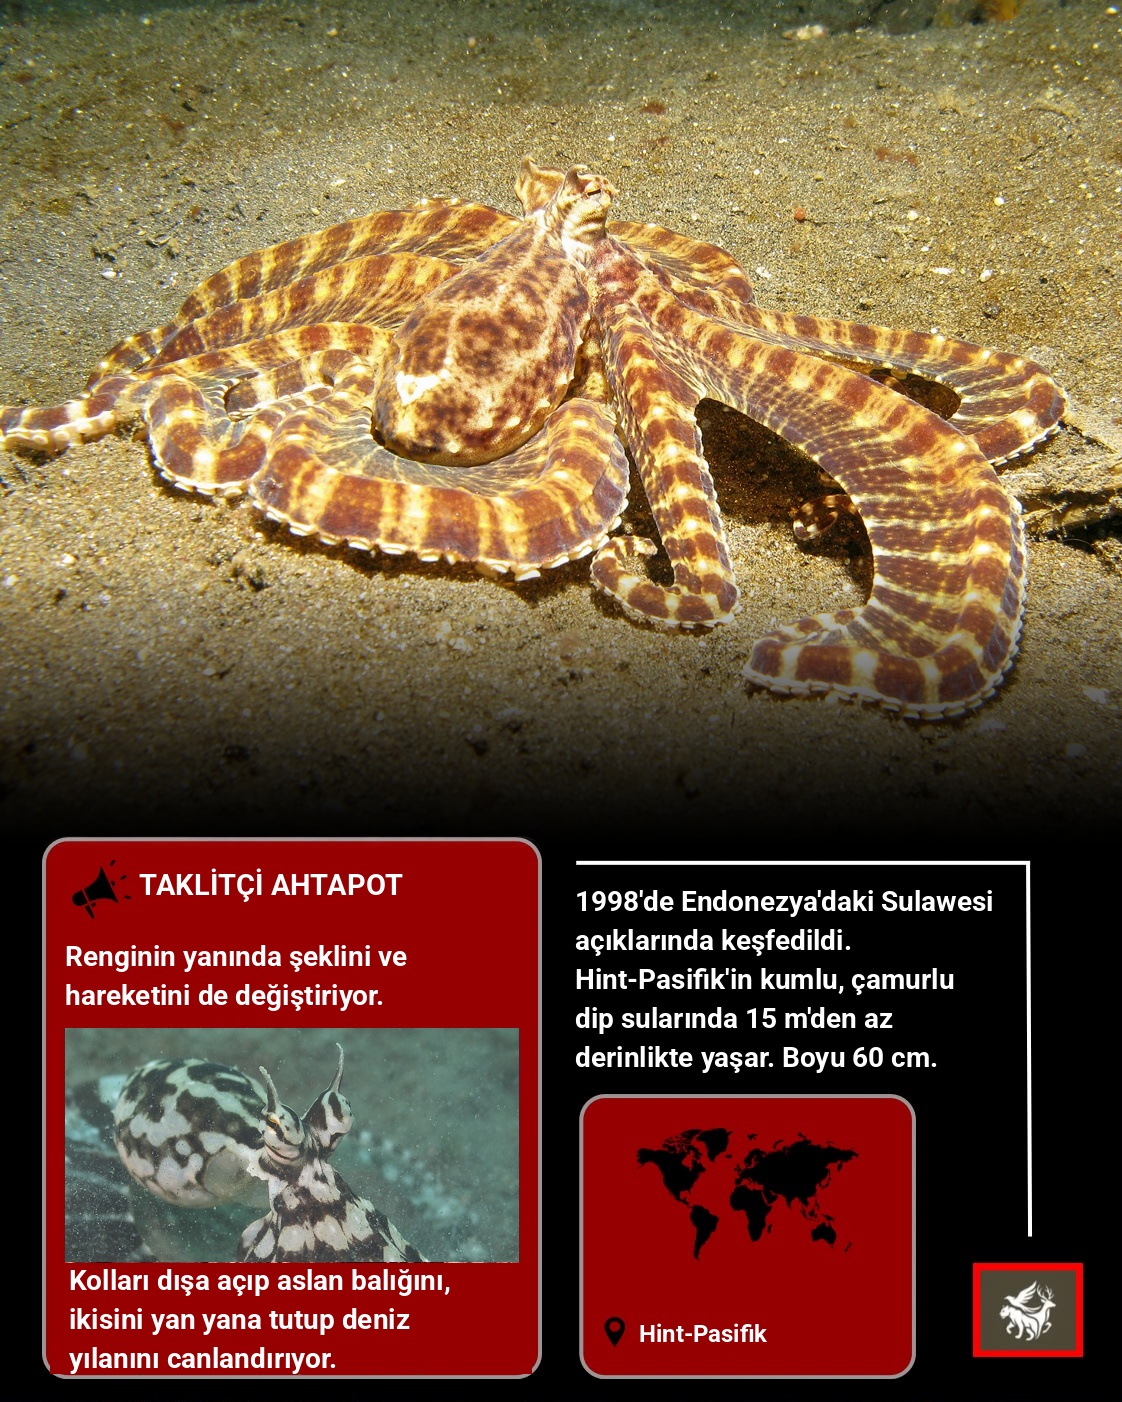 TAKLİTÇİ AHTAPOT
Renginin yanında şeklini ve
hareketini de değiştiriyor.
Kolları dışa açıp aslan balığını,
ikisini yan yana tutup deniz
yılanını canlandırıyor.
1998'de Endonezya'daki Sulawesi
açıklarında keşfedildi.
Hint-Pasifik'in kumlu, çamurlu
dip sularında 15 m'den az
derinlikte yaşar. Boyu 60 cm.
Hint-Pasifik